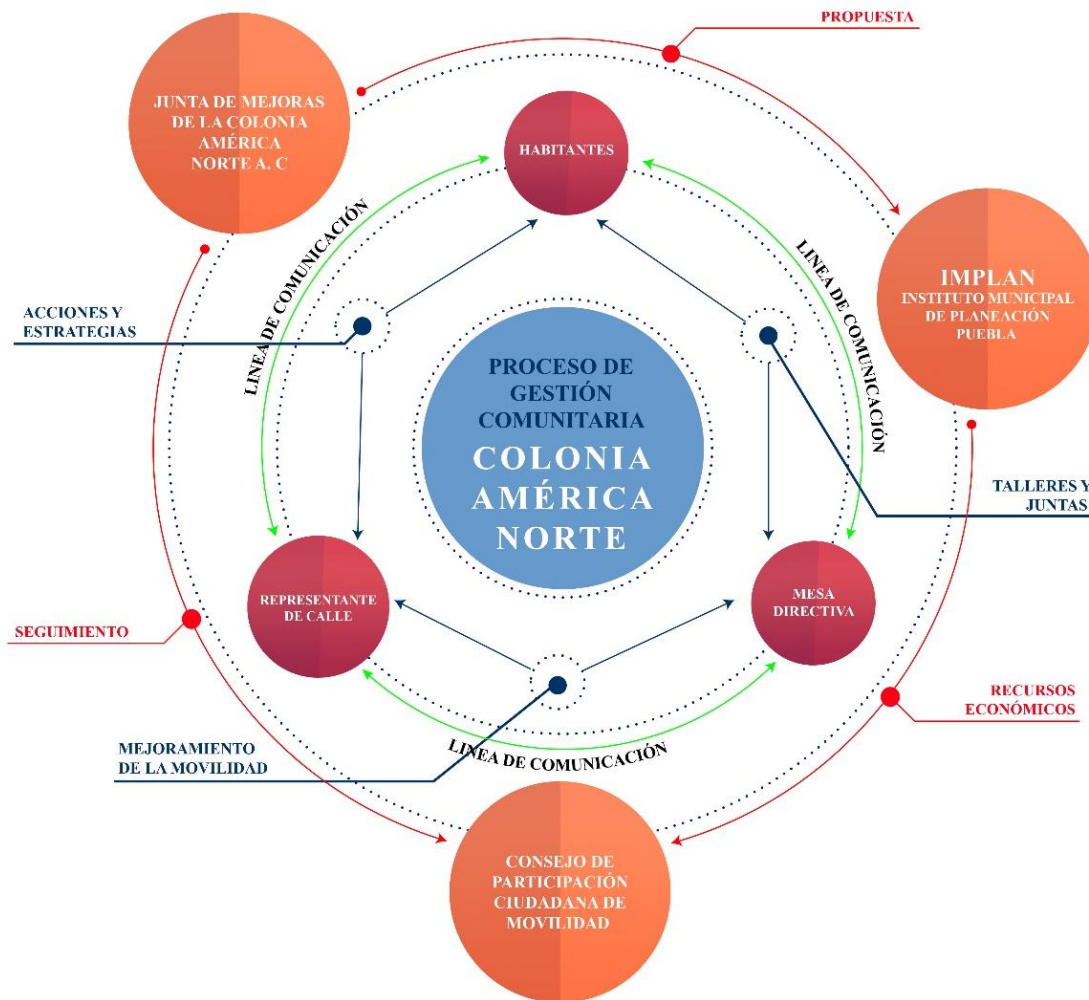 PROPUESTA
JUNTA DE MEJORAS
DE LA COLONIA
AMÉRICA
NORTE A. C
HABITANTES
LINEA DE COMUNICACIÓN
LINEA DE COMUNICACIÓN
IMPLAN
INSTITUTO MUNICIPAL
DE PLANEACIÓN
PUEBLA
ACCIONES Y
ESTRATEGIAS
PROCESO DE
GESTIÓN
COMUNITARIA
COLONIA
AMÉRICA
NORTE
TALLERES Y
JUNTAS
REPRESENTANTE
DE CALLE
MESA
DIRECTIVA
SEGUIMIENTO
RECURSOS
ECONÓMICOS
MEJORAMIENTO
DE LA MOVILIDAD
LINEA DE COMUNICACIÓN
CONSEJO DE
PARTICIPACIÓN
CIUDADANA DE
MOVILIDAD